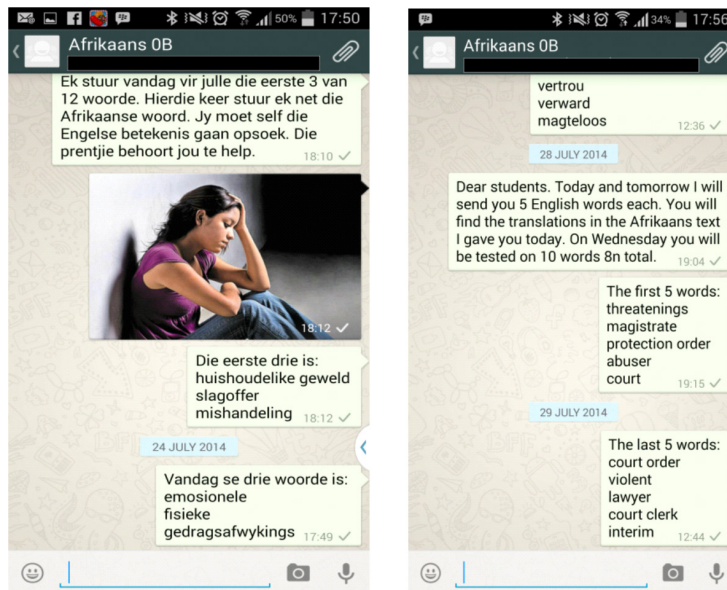 50% 17:50
Afrikaans 0B
Ek stuur vandag vir julle die eerste 3 van
12 woorde. Hierdie keer stuur ek net die
Afrikaanse woord. Jy moet self die
Engelse betekenis gaan opsoek. Die
prentjie behoort jou te help.
18:10
18:12
Die eerste drie is:
huishoudelike geweld
slagoffer
mishandeling
18:12
24 JULY 2014
Vandag se drie woorde is:
emosionele
fisieke
gedragsafwykings
17:49
34% 17:56
Afrikaans 0B
vertrou
verward
magteloos
12:36
28 JULY 2014
Dear students. Today and tomorrow I will
send you 5 English words each. You will
find the translations in the Afrikaans text
I gave you today. On Wednesday you will
be tested on 10 words 8n total.
19:04
The first 5 words:
threatenings
magistrate
protection order
abuser
court
19:15
29 JULY 2014
The last 5 words:
court order
violent
lawyer
court clerk
interim
12:44